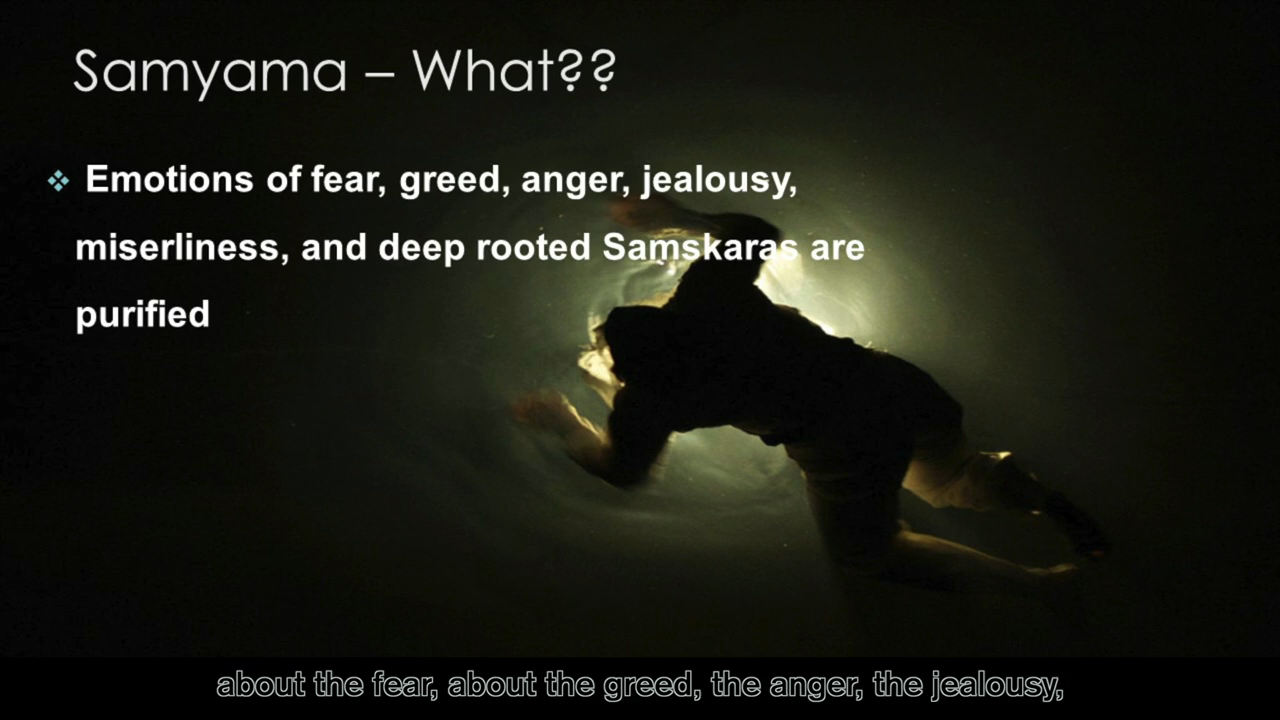 Samyama – What??
Emotions of fear, greed, anger, jealousy,
miserliness, and deep rooted Samskaras are
purified
about the fear, about the greed, the anger, the jealousy,